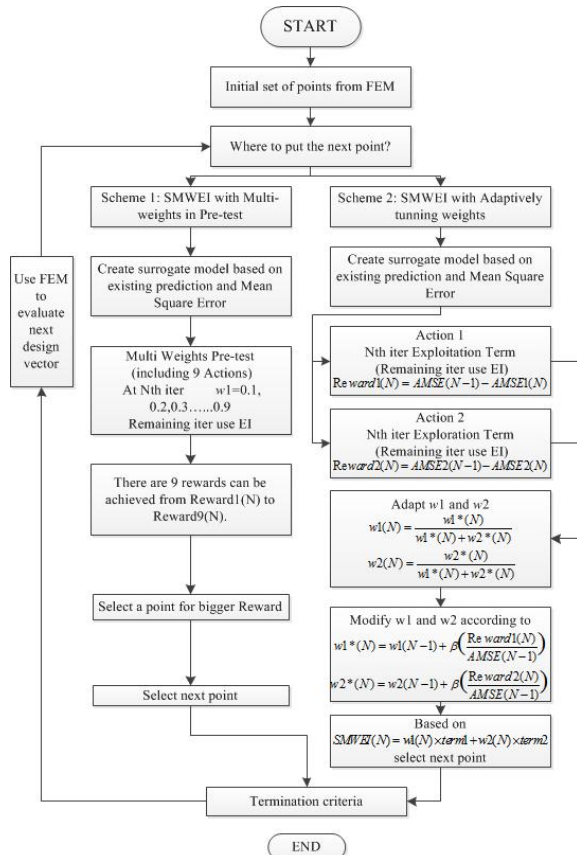 START
Initial set of points from FEM
Where to put the next point?
Scheme 1: SMWEI with Multi-
weights in Pre-test
Create surrogate model based on
existing prediction and Mean
Square Error
Multi Weights Pre-test
(including 9 Actions)
At Nth iter w1=0.1,
0.2,0.3…...0.9
Remaining iter use EI
There are 9 rewards can be
achieved from Reward1(N) to
Reward9(N).
Select a point for bigger Reward
Select next point
Scheme 2: SMWEI with Adaptively
tunning weights
Create surrogate model based on
existing prediction and Mean Square
Error
Action 1
Nth iter Exploitation Term
(Remaining iter use EI)
Reward1(N) = AMSE(N−1)−AMSE1(N)
Action 2
Nth iter Exploration Term
(Remaining iter use EI)
Reward2(N) = AMSE2(N−1)−AMSE2(N)
Adapt w1 and w2
w1(N) = w1*(N) / (w1*(N)+w2*(N))
w2(N) = w2*(N) / (w1*(N)+w2*(N))
Modify w1 and w2 according to
w1*(N) = w1(N−1)+β(Reward1(N) / AMSE(N−1))
w2*(N) = w2(N−1)+β(Reward2(N) / AMSE(N−1))
Based on
SMWEI(N) = w1(N)×term1+w2(N)×term2
select next point
Use FEM
to
evaluate
next
design
vector
Termination criteria
END